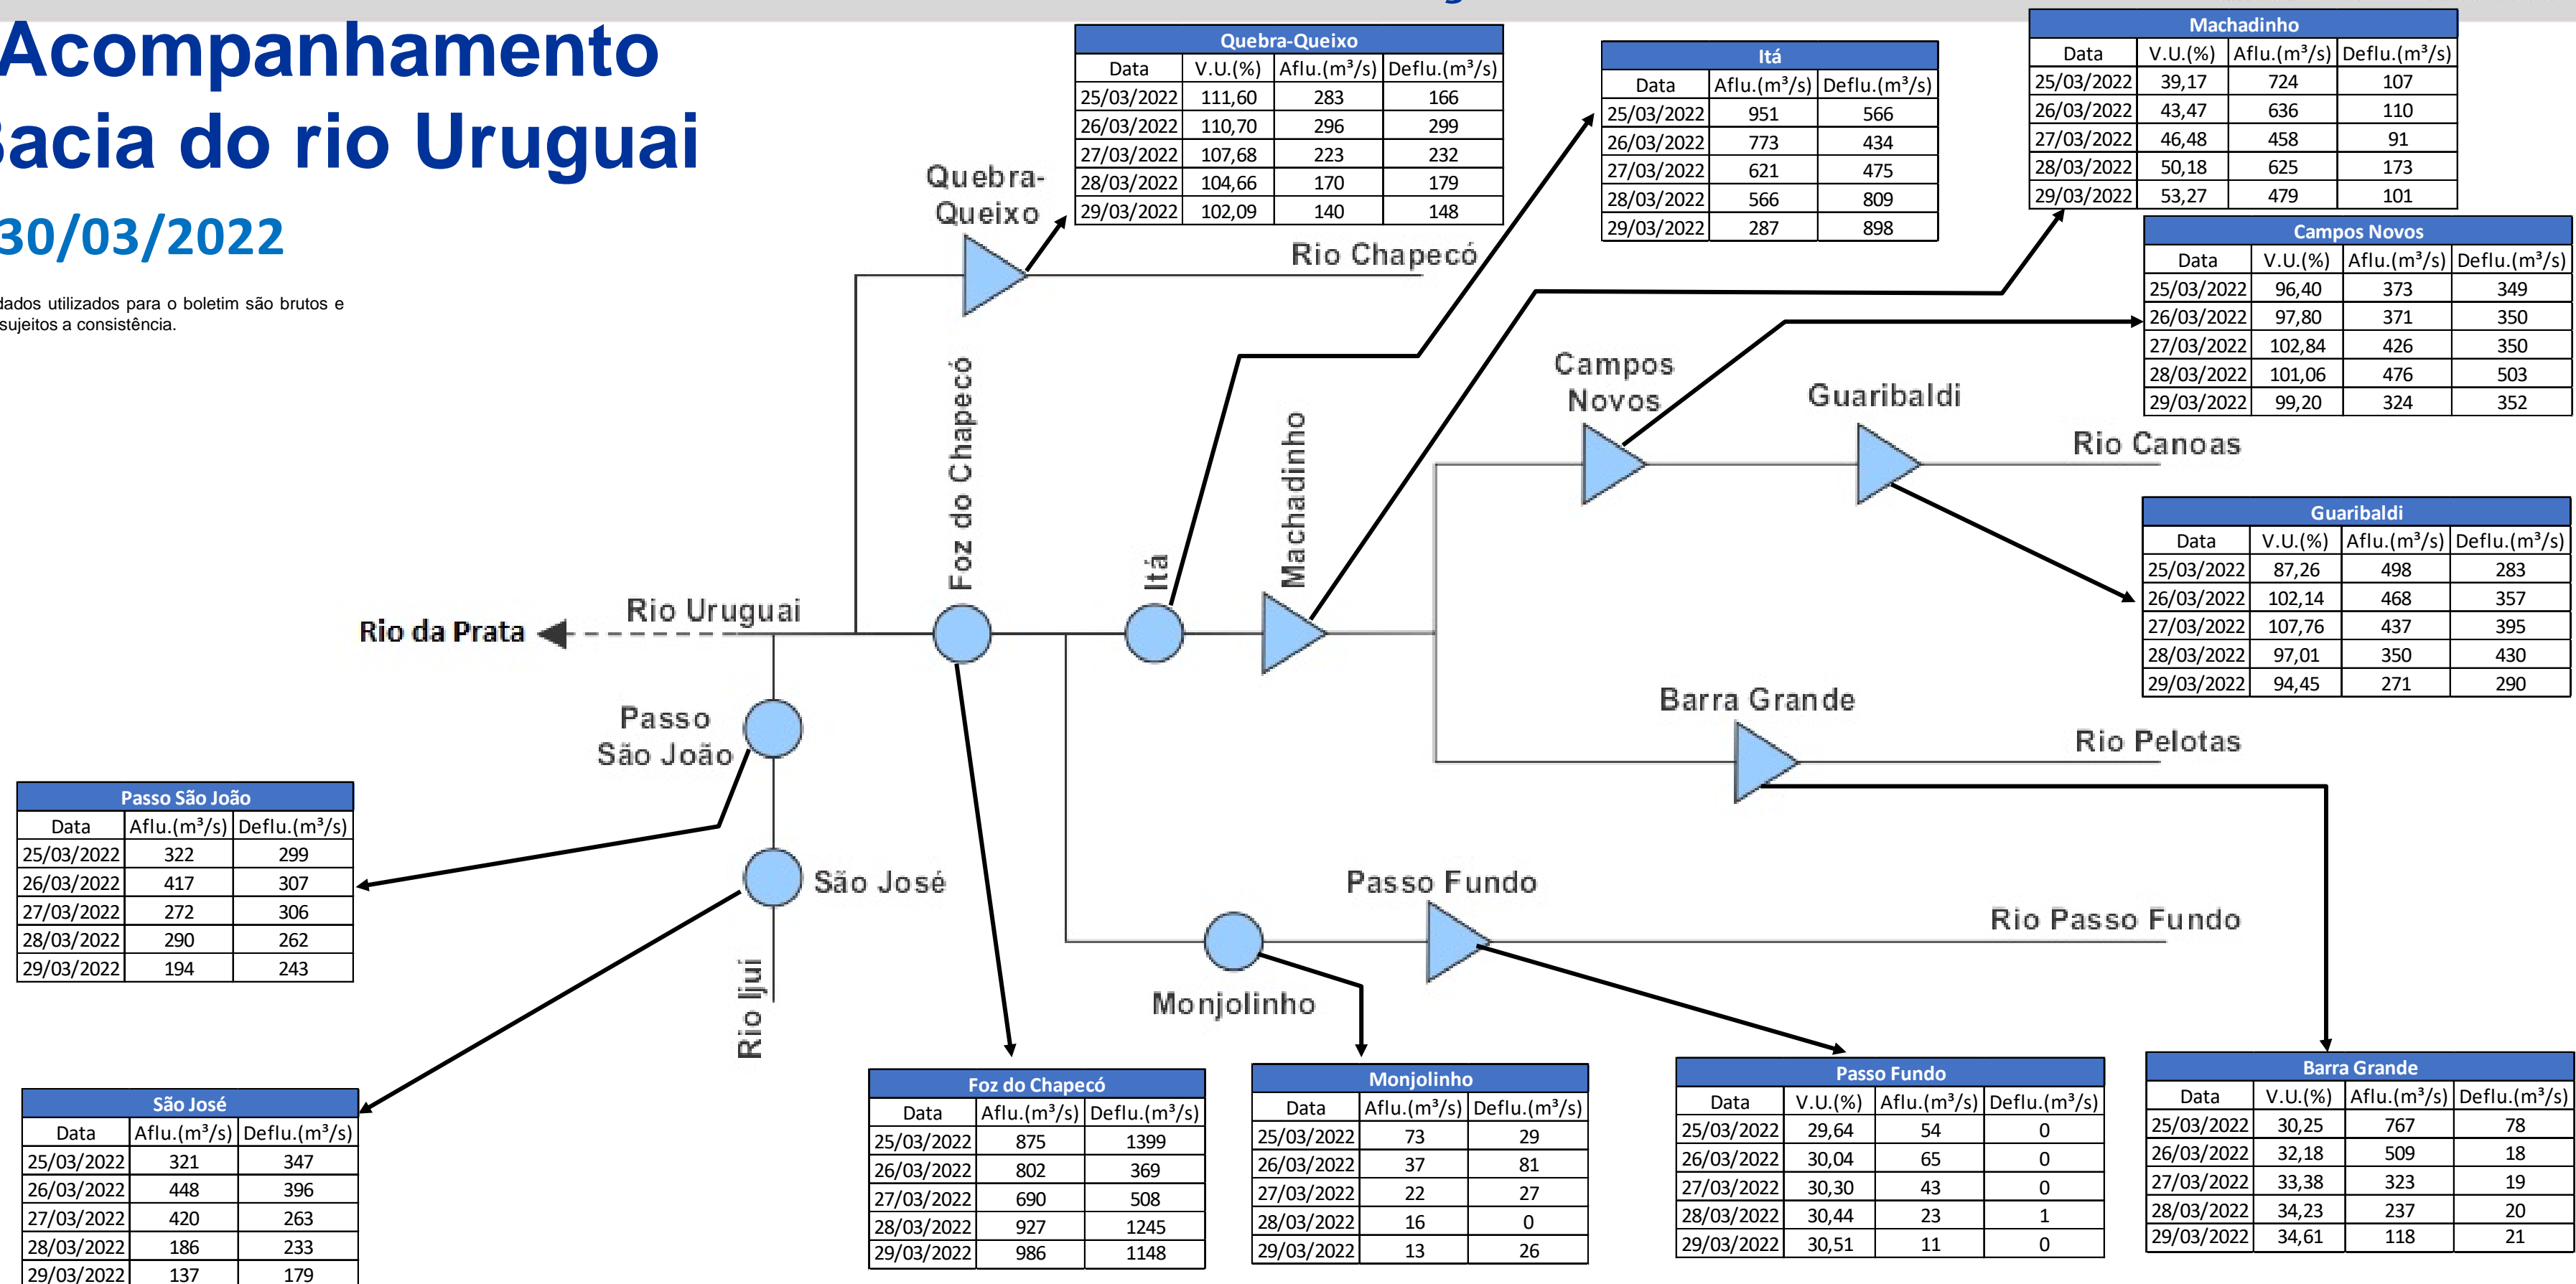 Acompanhamento
Bacia do rio Uruguai
30/03/2022
dados utilizados para o boletim são brutos e
sujeitos a consistência.
Quebra-Queixo
Data V.U.(%) Aflu.(m³/s) Deflu.(m³/s)
25/03/2022 111,60 283 166
26/03/2022 110,70 296 299
27/03/2022 107,68 223 232
28/03/2022 104,66 170 179
29/03/2022 102,09 140 148
Itá
Data Aflu.(m³/s) Deflu.(m³/s)
25/03/2022 951 566
26/03/2022 773 434
27/03/2022 621 475
28/03/2022 566 809
29/03/2022 287 898
Machadinho
Data V.U.(%) Aflu.(m³/s) Deflu.(m³/s)
25/03/2022 39,17 724 107
26/03/2022 43,47 636 110
27/03/2022 46,48 458 91
28/03/2022 50,18 625 173
29/03/2022 53,27 479 101
Campos Novos
Data V.U.(%) Aflu.(m³/s) Deflu.(m³/s)
25/03/2022 96,40 373 349
26/03/2022 97,80 371 350
27/03/2022 102,84 426 350
28/03/2022 101,06 476 503
29/03/2022 99,20 324 352
Guaribaldi
Data V.U.(%) Aflu.(m³/s) Deflu.(m³/s)
25/03/2022 87,26 498 283
26/03/2022 102,14 468 357
27/03/2022 107,76 437 395
28/03/2022 97,01 350 430
29/03/2022 94,45 271 290
Quebra-
Queixo
Rio Chapecó
Foz do Chapecó
Itá
Machadinho
Campos
Novos
Guaribaldi
Rio Canoas
Rio da Prata
Rio Uruguai
Barra Grande
Rio Pelotas
Passo
São João
São José
Rio Ijuí
Passo Fundo
Rio Passo Fundo
Monjolinho
Passo São João
Data Aflu.(m³/s) Deflu.(m³/s)
25/03/2022 322 299
26/03/2022 417 307
27/03/2022 272 306
28/03/2022 290 262
29/03/2022 194 243
São José
Data Aflu.(m³/s) Deflu.(m³/s)
25/03/2022 321 347
26/03/2022 448 396
27/03/2022 420 263
28/03/2022 186 233
29/03/2022 137 179
Foz do Chapecó
Data Aflu.(m³/s) Deflu.(m³/s)
25/03/2022 875 1399
26/03/2022 802 369
27/03/2022 690 508
28/03/2022 927 1245
29/03/2022 986 1148
Monjolinho
Data Aflu.(m³/s) Deflu.(m³/s)
25/03/2022 73 29
26/03/2022 37 81
27/03/2022 22 27
28/03/2022 16 0
29/03/2022 13 26
Passo Fundo
Data V.U.(%) Aflu.(m³/s) Deflu.(m³/s)
25/03/2022 29,64 54 0
26/03/2022 30,04 65 0
27/03/2022 30,30 43 0
28/03/2022 30,44 23 1
29/03/2022 30,51 11 0
Barra Grande
Data V.U.(%) Aflu.(m³/s) Deflu.(m³/s)
25/03/2022 30,25 767 78
26/03/2022 32,18 509 18
27/03/2022 33,38 323 19
28/03/2022 34,23 237 20
29/03/2022 34,61 118 21